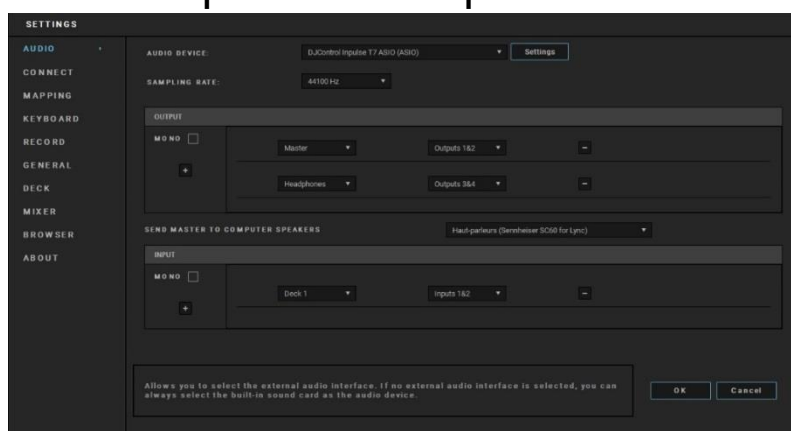 SETTINGS
AUDIO
CONNECT
MAPPING
KEYBOARD
RECORD
GENERAL
DECK
MIXER
BROWSER
ABOUT
AUDIO DEVICE: DJControl Inpulse T7 ASIO (ASIO) Settings
SAMPLING RATE: 44100 Hz
OUTPUT
MONO
Master Outputs 1&2 −
+
Headphones Outputs 3&4 −
SEND MASTER TO COMPUTER SPEAKERS Haut-parleurs (Sennheiser SC60 for Lync)
INPUT
MONO
Deck 1 Inputs 1&2 −
+
Allows you to select the external audio interface. If no external audio interface is selected, you can
always select the built-in sound card as the audio device.
OK Cancel